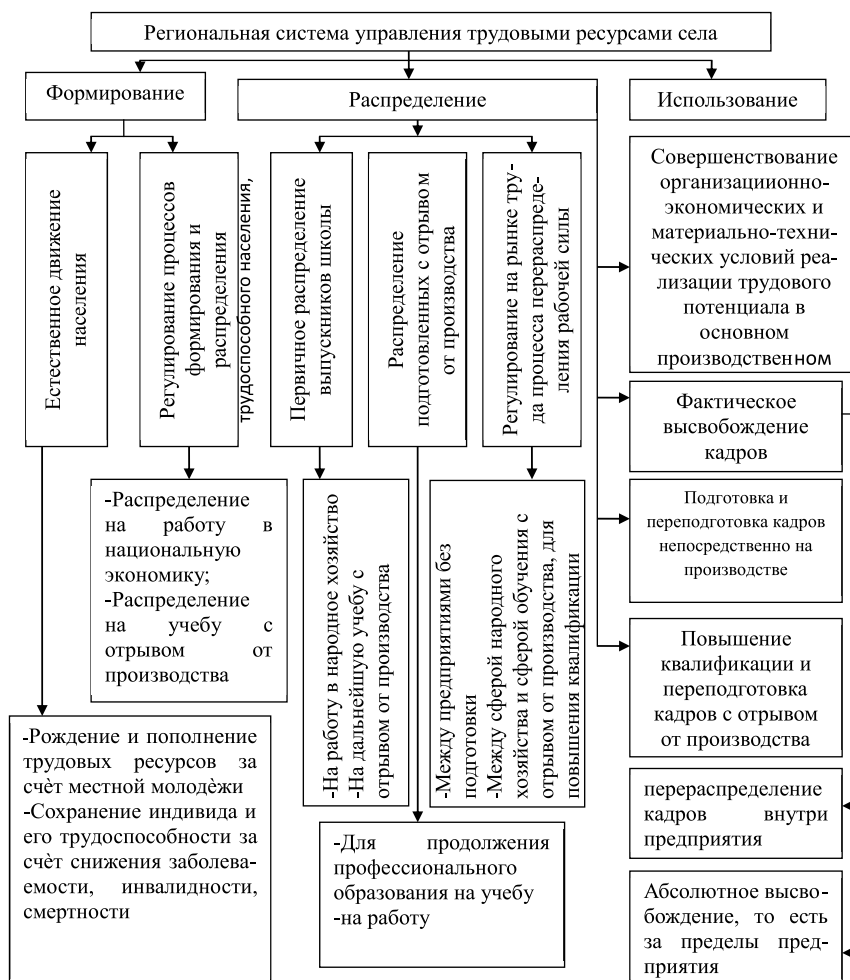 Региональная система управления трудовыми ресурсами села
Формирование
Распределение
Использование
Естественное движение
населения
Регулирование процессов
формирования и
распределения
трудоспособного населения,
Первичное распределение
выпускников школы
Распределение
подготовленных с отрывом
от производства
Регулирование на рынке тру-
да процесса перераспреде-
ления рабочей силы
Совершенствование
организациионно-
экономических и
материально-техни-
ческих условий реа-
лизации трудового
потенциала в
основном
производственном
Фактическое
высвобождение
кадров
Подготовка и
переподготовка кадров
непосредственно на
производстве
Повышение
квалификации и
переподготовка
кадров с отрывом
от производства
перераспределение
кадров внутри
предприятия
Абсолютное высво-
бождение, то есть
за пределы пред-
приятия
-Распределение
на работу в
национальную
экономику;
-Распределение
на учебу с
отрывом от
производства
-На работу в народное хозяйство
-На дальнейшую учебу с
отрывом от производства
-Между предприятиями без
подготовки
-Между сферой народного
хозяйства и сферой обучения с
отрывом от производства, для
повышения квалификации
-Рождение и пополнение
трудовых ресурсов за
счѐт местной молодѐжи
-Сохранение индивида и
его трудоспособности за
счѐт снижения заболева-
емости, инвалидности,
смертности
-Для продолжения
профессионального
образования на учебу
-на работу